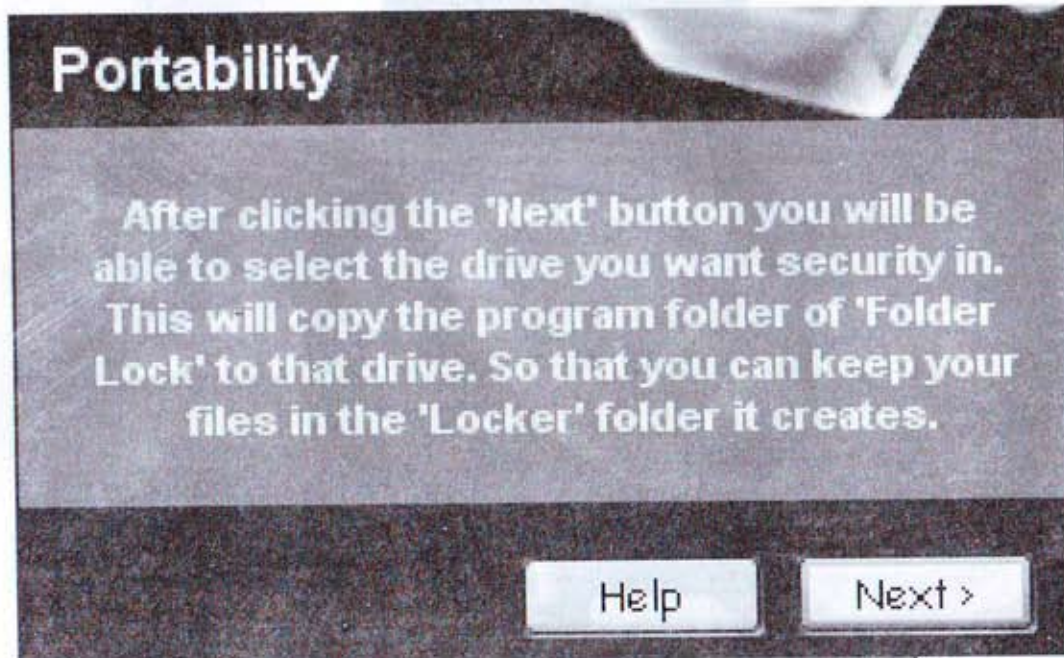 Portability
After clicking the 'Next' button you will be
able to select the drive you want security in.
This will copy the program folder of 'Folder
Lock' to that drive. So that you can keep your
files in the 'Locker' folder it creates.
Help
Next >